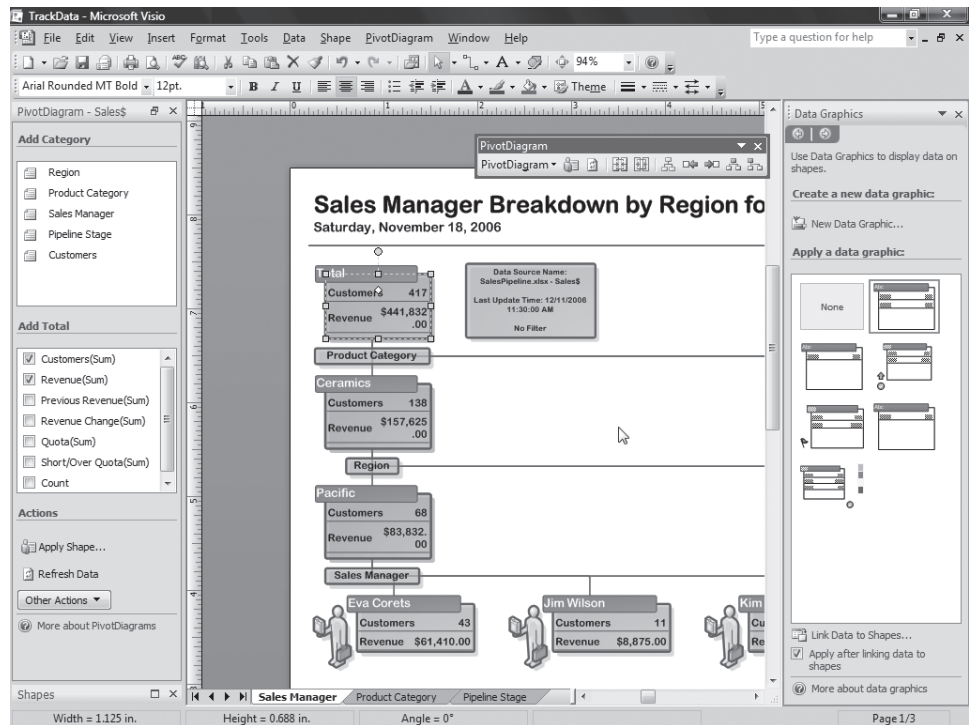 TrackData - Microsoft Visio
File Edit View Insert Format Tools Data Shape PivotDiagram Window Help
Type a question for help
94%
Arial Rounded MT Bold 12pt. B I U A Theme
PivotDiagram - Sales$
Add Category
Region
Product Category
Sales Manager
Pipeline Stage
Customers
Add Total
Customers(Sum)
Revenue(Sum)
Previous Revenue(Sum)
Revenue Change(Sum)
Quota(Sum)
Short/Over Quota(Sum)
Count
Actions
Apply Shape...
Refresh Data
Other Actions
More about PivotDiagrams
Shapes
PivotDiagram
PivotDiagram
Sales Manager Breakdown by Region fo
Saturday, November 18, 2006
Total
Customers 417
Revenue $441,832
.00
Data Source Name:
SalesPipeline.xlsx - Sales$
Last Update Time: 12/11/2006
11:30:00 AM
No Filter
Product Category
Ceramics
Customers 138
Revenue $157,625
.00
Region
Pacific
Customers 68
Revenue $83,832.
00
Sales Manager
Eva Corets
Customers 43
Revenue $61,410.00
Jim Wilson
Customers 11
Revenue $8,875.00
Kim
Cu
Re
Sales Manager Product Category Pipeline Stage
Data Graphics
Use Data Graphics to display data on
shapes.
Create a new data graphic:
New Data Graphic...
Apply a data graphic:
None
Abc
Abc
Abc
Abc
Abc
Link Data to Shapes...
Apply after linking data to
shapes
More about data graphics
Width = 1.125 in. Height = 0.688 in. Angle = 0° Page 1/3